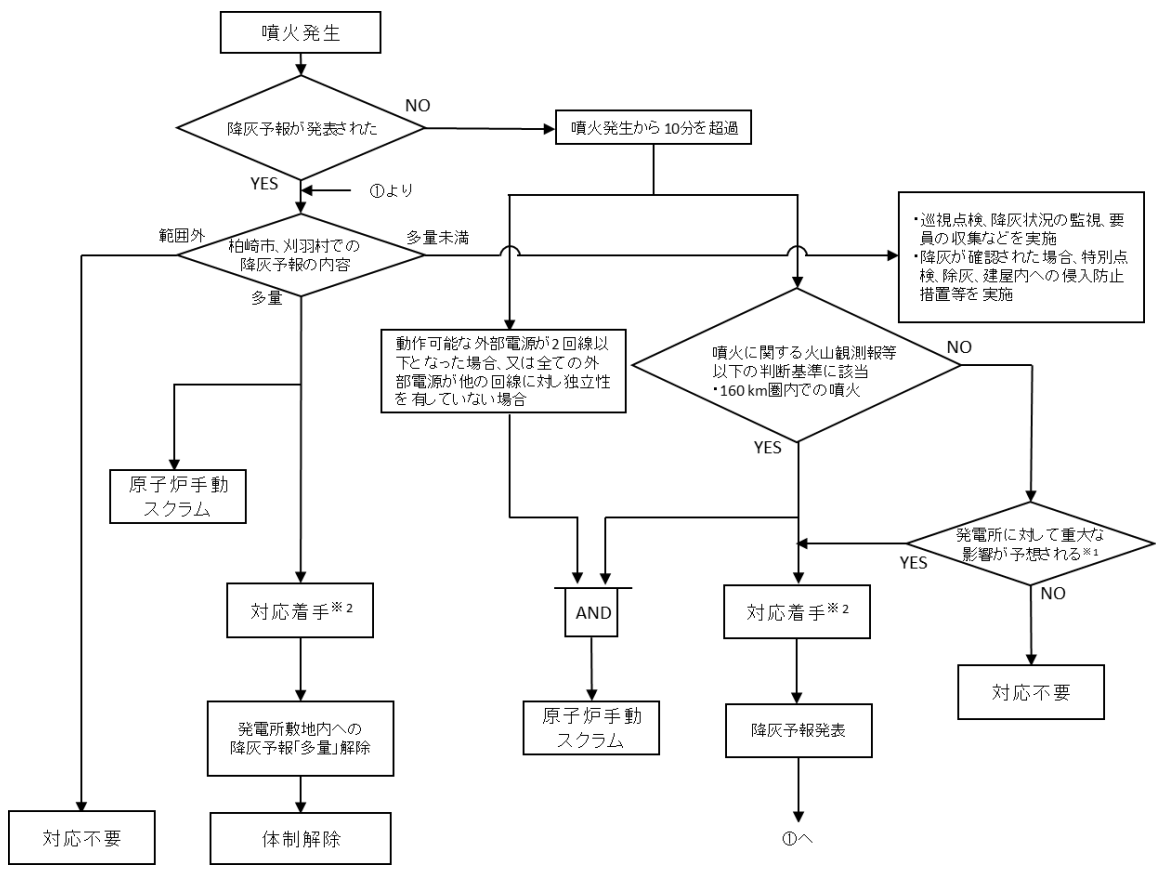 噴火発生
降灰予報が発表された
NO
噴火発生から10分を超過
YES
①より
範囲外
柏崎市、刈羽村での
降灰予報の内容
多量未満
多量
・巡視点検、降灰状況の監視、要
員の収集などを実施
・降灰が確認された場合、特別点
検、除灰、建屋内への侵入防止
措置等を実施
動作可能な外部電源が2回線以
下となった場合、又は全ての外
部電源が他の回線に対し独立性
を有していない場合
噴火に関する火山観測報等
以下の判断基準に該当
・160 km圏内での噴火
NO
YES
原子炉手動
スクラム
発電所に対して重大な
影響が予想される※1
YES
NO
対応着手※2
AND
対応着手※2
対応不要
発電所敷地内への
降灰予報「多量」解除
原子炉手動
スクラム
降灰予報発表
対応不要
体制解除
①へ